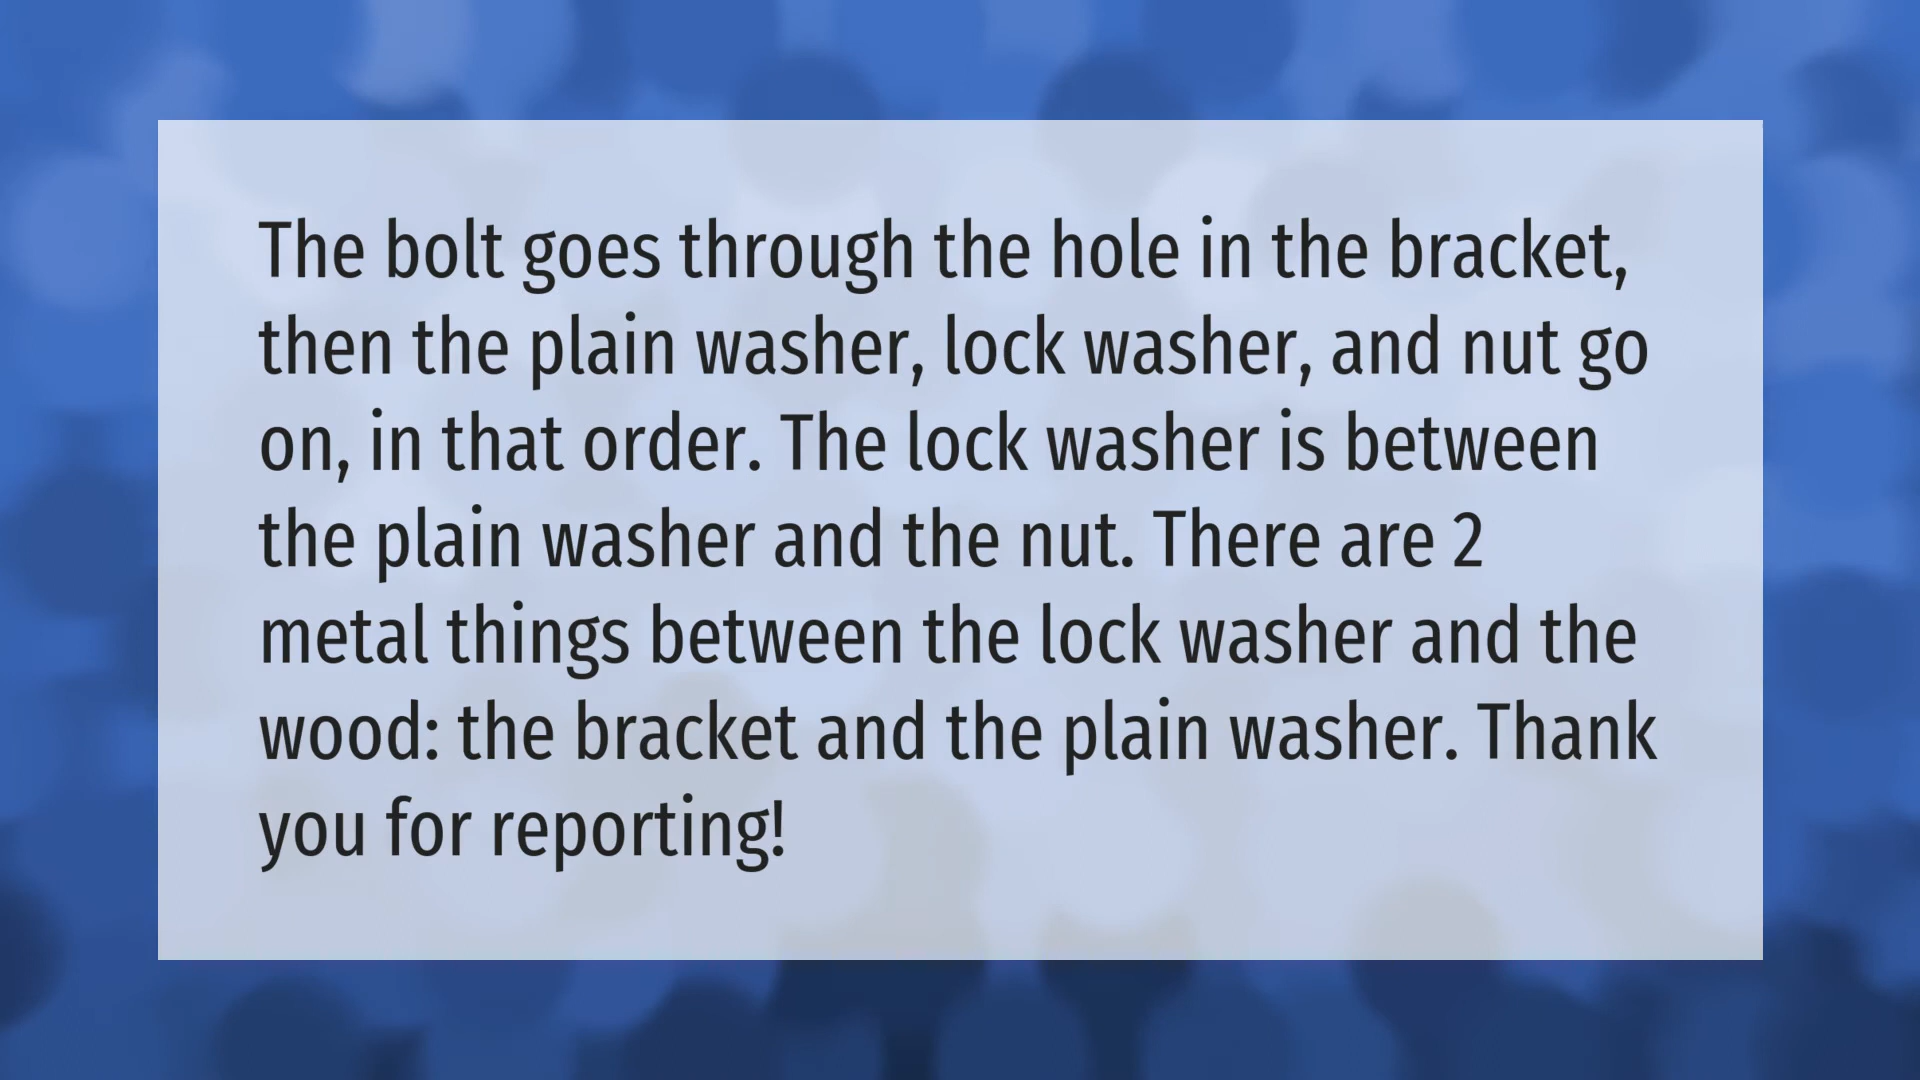 The bolt goes through the hole in the bracket,
then the plain washer, lock washer, and nut go
on, in that order. The lock washer is between
the plain washer and the nut. There are 2
metal things between the lock washer and the
wood: the bracket and the plain washer. Thank
you for reporting!